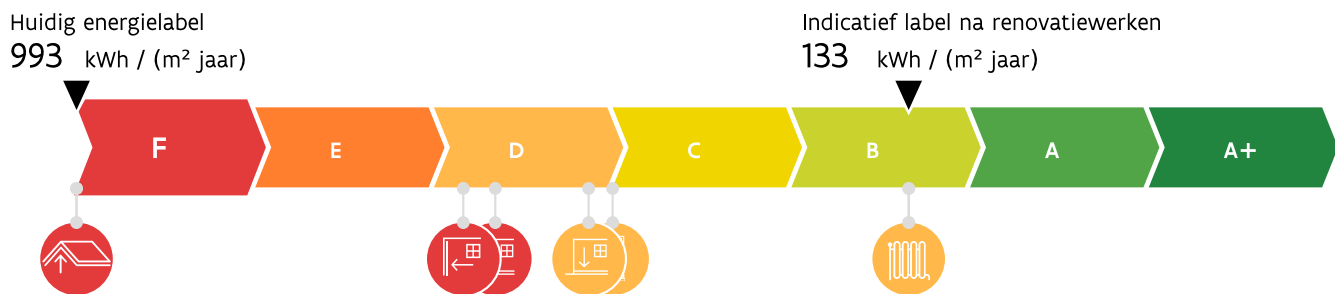 Huidig energielabel
993 kWh / (m² jaar)
Indicatief label na renovatiewerken
133 kWh / (m² jaar)
F
E
D
C
B
A
A+